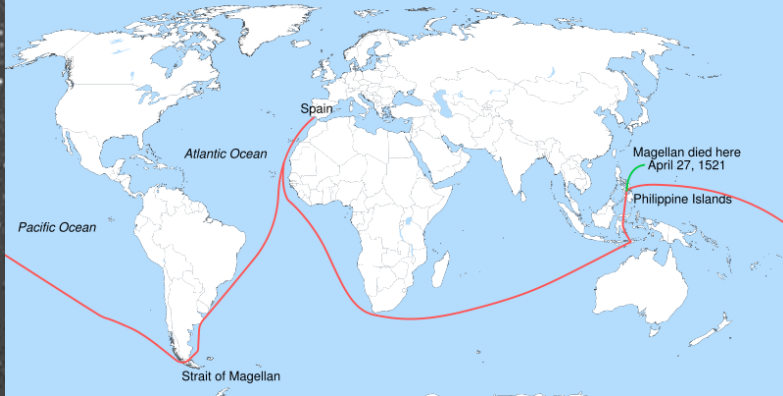 Spain
Atlantic Ocean
Magellan died here
April 27, 1521
Philippine Islands
Pacific Ocean
Strait of Magellan